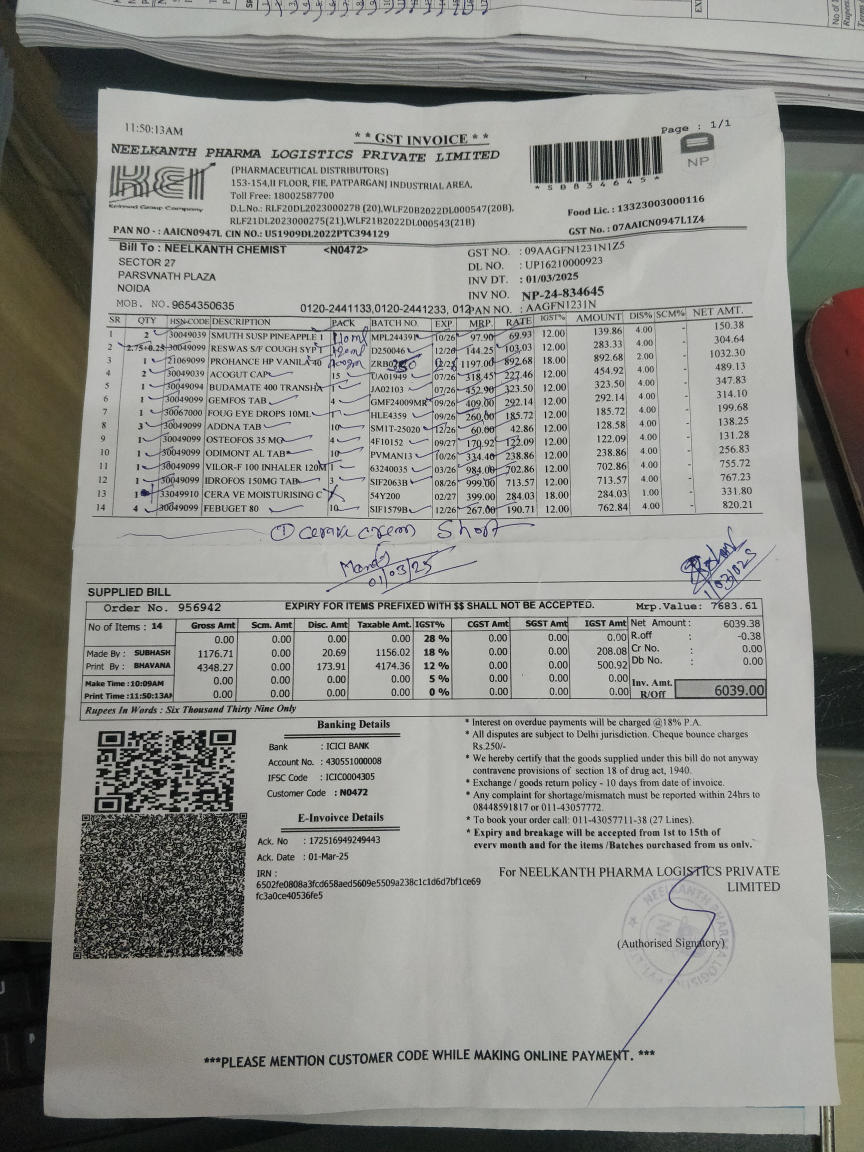 11:50:13AM
* * GST INVOICE * *
Page : 1/1
NEELKANTH PHARMA LOGISTICS PRIVATE LIMITED
(PHARMACEUTICAL DISTRIBUTORS)
153-154,II FLOOR, FIE, PATPARGANJ INDUSTRIAL AREA,
Toll Free: 18002587700
D.L.No.: RLF20DL2023000278 (20),WLF20B2022DL000547(20B),
RLF21DL2023000275(21),WLF21B2022DL000543(21B)
KEI
Keimed Group Company
*S0834645*
NP
Food Lic. : 13323003000116
GST No. : 07AAICN0947L1Z4
PAN NO - : AAICN0947L CIN NO.: U51909DL2022PTC394129
Bill To : NEELKANTH CHEMIST <N0472>
SECTOR 27
PARSVNATH PLAZA
NOIDA
MOB. NO. 9654350635
0120-2441133,0120-2441233, 012
GST NO. : 09AAGFN1231N1Z5
DL NO. : UP16210000923
INV DT. : 01/03/2025
INV NO. NP-24-834645
PAN NO. : AAGFN1231N
SR QTY HSN-CODE DESCRIPTION PACK BATCH NO. EXP MRP. RATE IGST% AMOUNT DIS% SCM% NET AMT.
1 2 30049039 SMUTH SUSP PINEAPPLE 1 MPL24439 10/26 97.90 69.93 12.00 139.86 4.00 - 150.38
2 2.75+0.25 30049099 RESWAS S/F COUGH SYP 1 D250046 12/26 144.25 103.03 12.00 283.33 4.00 - 304.64
3 1 21069099 PROHANCE HP VANILA 40 400gm 1197.00 892.68 18.00 892.68 2.00 - 1032.30
4 2 30049039 ACOGUT CAP 15 UA01949 07/26 318.45 227.46 12.00 454.92 4.00 - 489.13
5 1 30049094 BUDAMATE 400 TRANSHA 1 JA02103 07/26 452.90 323.50 12.00 323.50 4.00 - 347.83
6 1 30049099 GEMFOS TAB 4 GMF24009MR 09/26 409.00 292.14 12.00 292.14 4.00 - 314.10
7 1 30067000 FOUG EYE DROPS 10ML 1 HLE4359 09/26 260.00 185.72 12.00 185.72 4.00 - 199.68
8 3 30049099 ADDNA TAB 10 SM1T-25020 12/26 60.00 42.86 12.00 128.58 4.00 - 138.25
9 1 30049099 OSTEOFOS 35 MG 4 4F10152 09/27 170.92 122.09 12.00 122.09 4.00 - 131.28
10 1 30049099 ODIMONT AL TAB 10 PVMAN13 10/26 334.40 238.86 12.00 238.86 4.00 - 256.83
11 1 30049099 VILOR-F 100 INHALER 120M 1 63240035 03/26 984.00 702.86 12.00 702.86 4.00 - 755.72
12 1 30049099 IDROFOS 150MG TAB 3 SIF2063B 08/26 999.00 713.57 12.00 713.57 4.00 - 767.23
13 1 33049910 CERA VE MOISTURISING C 54Y200 02/27 399.00 284.03 18.00 284.03 1.00 - 331.80
14 4 30049099 FEBUGET 80 10 SIF1579B 12/26 267.00 190.71 12.00 762.84 4.00 - 820.21
① cerave cream Short
01/03/25
1/03/025
SUPPLIED BILL
Order No. 956942 EXPIRY FOR ITEMS PREFIXED WITH $$ SHALL NOT BE ACCEPTED. Mrp.Value: 7683.61
No of Items : 14 Gross Amt Scm. Amt Disc. Amt Taxable Amt. IGST% CGST Amt SGST Amt IGST Amt
0.00 0.00 0.00 0.00 28 % 0.00 0.00 0.00
Made By : SUBHASH 1176.71 0.00 20.69 1156.02 18 % 0.00 0.00 208.08
Print By : BHAVANA 4348.27 0.00 173.91 4174.36 12 % 0.00 0.00 500.92
Make Time :10:09AM 0.00 0.00 0.00 0.00 5 % 0.00 0.00 0.00
Print Time :11:50:13AM 0.00 0.00 0.00 0.00 0 % 0.00 0.00 0.00
Net Amount : 6039.38
R.off : -0.38
Cr No. : 0.00
Db No. : 0.00
Inv. Amt. R/Off 6039.00
Rupees In Words : Six Thousand Thirty Nine Only
Banking Details
Bank : ICICI BANK
Account No. : 430551000008
IFSC Code : ICIC0004305
Customer Code : N0472
E-Invoivce Details
Ack. No : 172516949249443
Ack. Date : 01-Mar-25
IRN :
6502fe0808a3fcd658aed5609e5509a238c1c1d6d7bf1ce69
fc3a0ce40536fe5
* Interest on overdue payments will be charged @18% P.A.
* All disputes are subject to Delhi jurisdiction. Cheque bounce charges
Rs.250/-
* We hereby certify that the goods supplied under this bill do not anyway
contravene provisions of section 18 of drug act, 1940.
* Exchange / goods return policy - 10 days from date of invoice.
* Any complaint for shortage/mismatch must be reported within 24hrs to
08448591817 or 011-43057772.
* To book your order call: 011-43057711-38 (27 Lines).
* Expiry and breakage will be accepted from 1st to 15th of
every month and for the items /Batches purchased from us only.
For NEELKANTH PHARMA LOGISTICS PRIVATE
LIMITED
(Authorised Signatory)
***PLEASE MENTION CUSTOMER CODE WHILE MAKING ONLINE PAYMENT. ***